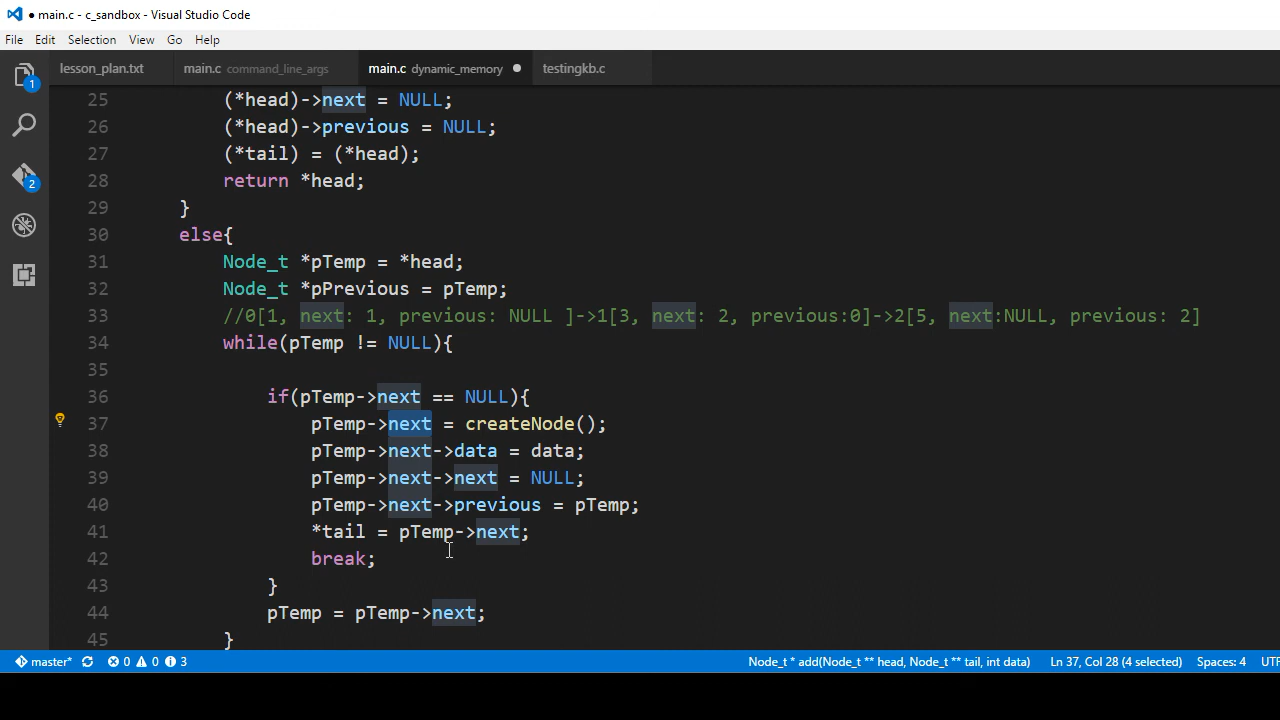 ● main.c - c_sandbox - Visual Studio Code
File Edit Selection View Go Help
lesson_plan.txt main.c command_line_args main.c dynamic_memory ● testingkb.c
1
2
25 (*head)->next = NULL;
26 (*head)->previous = NULL;
27 (*tail) = (*head);
28 return *head;
29 }
30 else{
31 Node_t *pTemp = *head;
32 Node_t *pPrevious = pTemp;
33 //0[1, next: 1, previous: NULL ]->1[3, next: 2, previous:0]->2[5, next:NULL, previous: 2]
34 while(pTemp != NULL){
35
36 if(pTemp->next == NULL){
37 pTemp->next = createNode();
38 pTemp->next->data = data;
39 pTemp->next->next = NULL;
40 pTemp->next->previous = pTemp;
41 *tail = pTemp->next;
42 break;
43 }
44 pTemp = pTemp->next;
45 }
master* 0 0 3 Node_t * add(Node_t ** head, Node_t ** tail, int data) Ln 37, Col 28 (4 selected) Spaces: 4 UTF